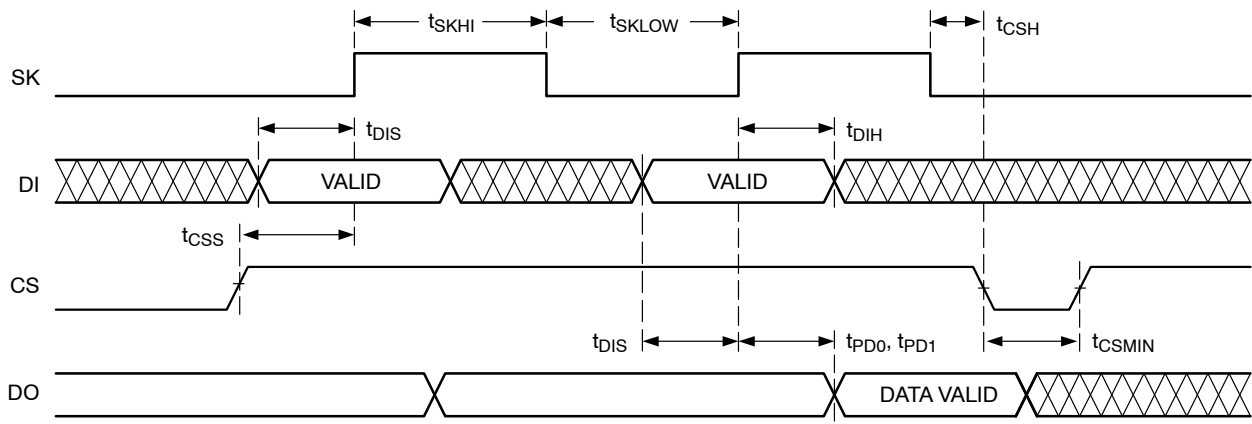 tSKHI tSKLOW tCSH
SK
tDIS tDIH
DI VALID VALID
tCSS
CS
tDIS tPD0, tPD1 tCSMIN
DO DATA VALID